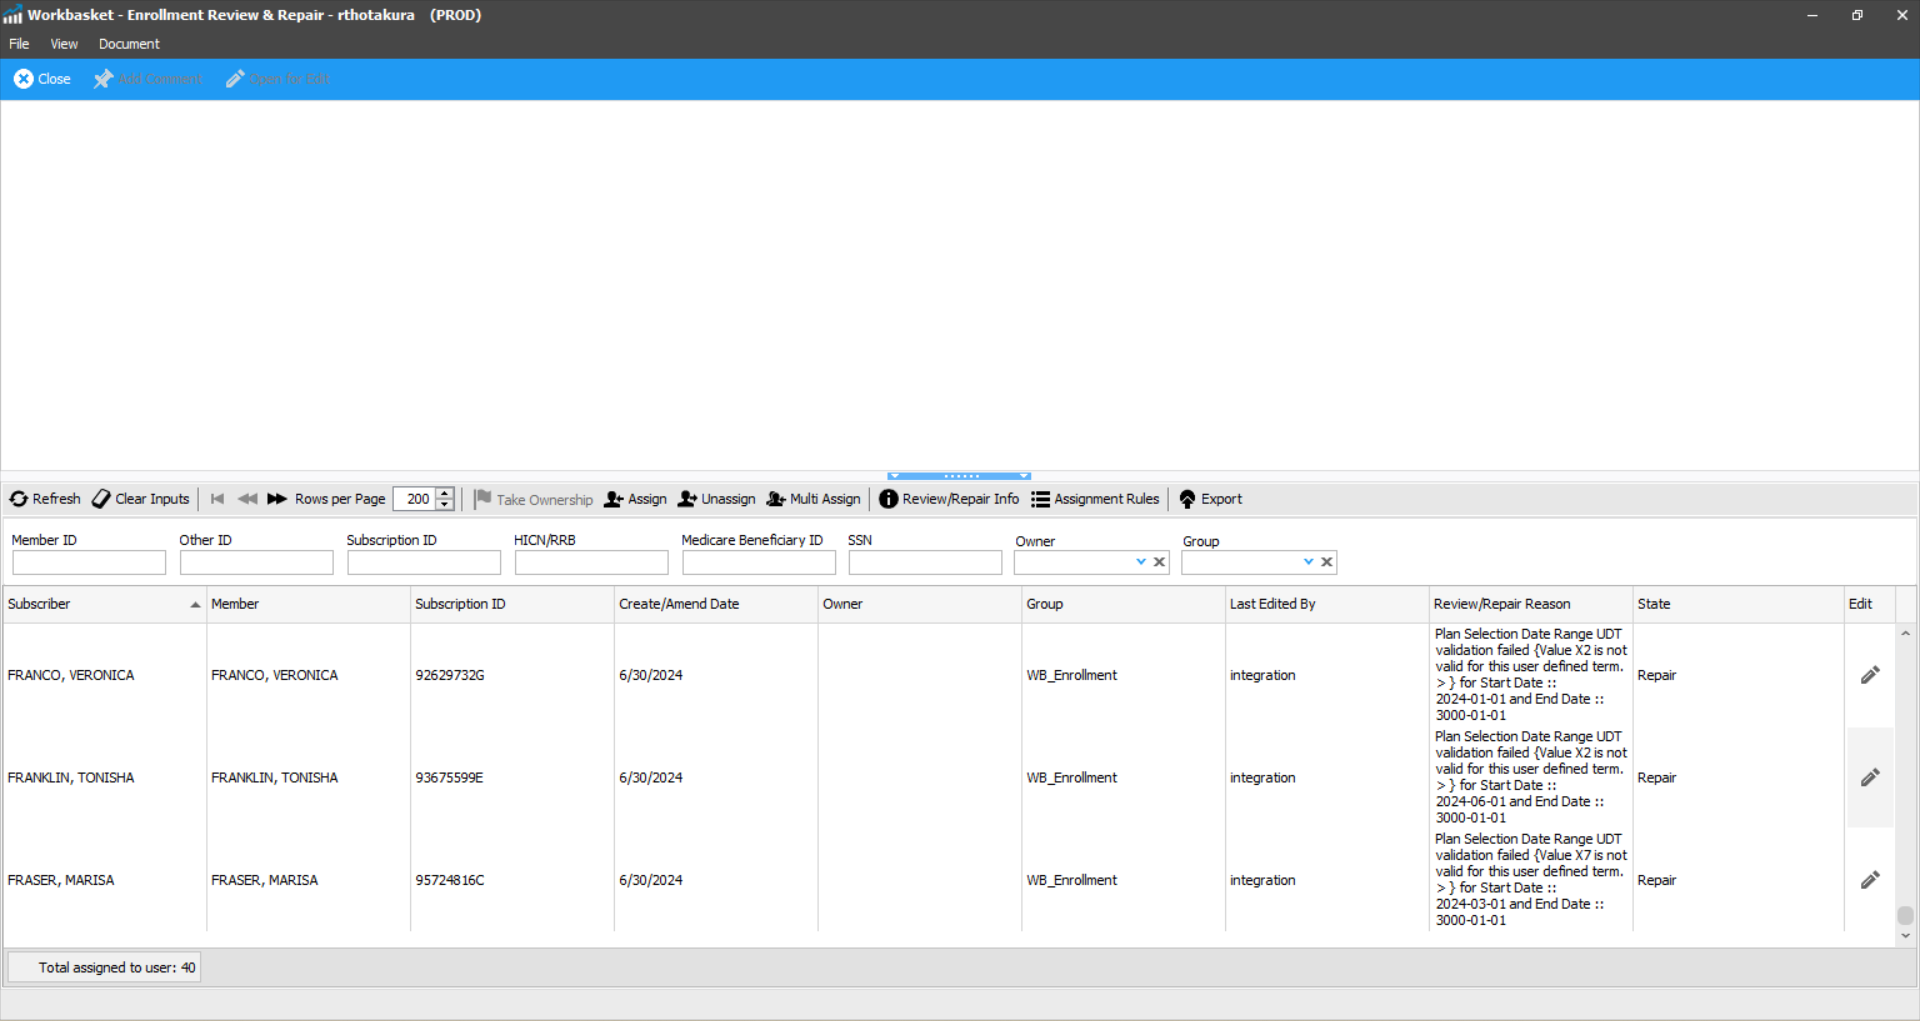 Workbasket - Enrollment Review & Repair - rthotakura (PROD)
File View Document
Close Add Comment Open for Edit
Refresh Clear Inputs Rows per Page 200 Take Ownership Assign Unassign Multi Assign Review/Repair Info Assignment Rules Export
Member ID Other ID Subscription ID HICN/RRB Medicare Beneficiary ID SSN Owner Group
Subscriber Member Subscription ID Create/Amend Date Owner Group Last Edited By Review/Repair Reason State Edit
FRANCO, VERONICA FRANCO, VERONICA 92629732G 6/30/2024 WB_Enrollment integration
Plan Selection Date Range UDT
validation failed {Value X2 is not
valid for this user defined term.
> } for Start Date ::
2024-01-01 and End Date ::
3000-01-01
Repair
FRANKLIN, TONISHA FRANKLIN, TONISHA 93675599E 6/30/2024 WB_Enrollment integration
Plan Selection Date Range UDT
validation failed {Value X2 is not
valid for this user defined term.
> } for Start Date ::
2024-06-01 and End Date ::
3000-01-01
Repair
FRASER, MARISA FRASER, MARISA 95724816C 6/30/2024 WB_Enrollment integration
Plan Selection Date Range UDT
validation failed {Value X7 is not
valid for this user defined term.
> } for Start Date ::
2024-03-01 and End Date ::
3000-01-01
Repair
Total assigned to user: 40